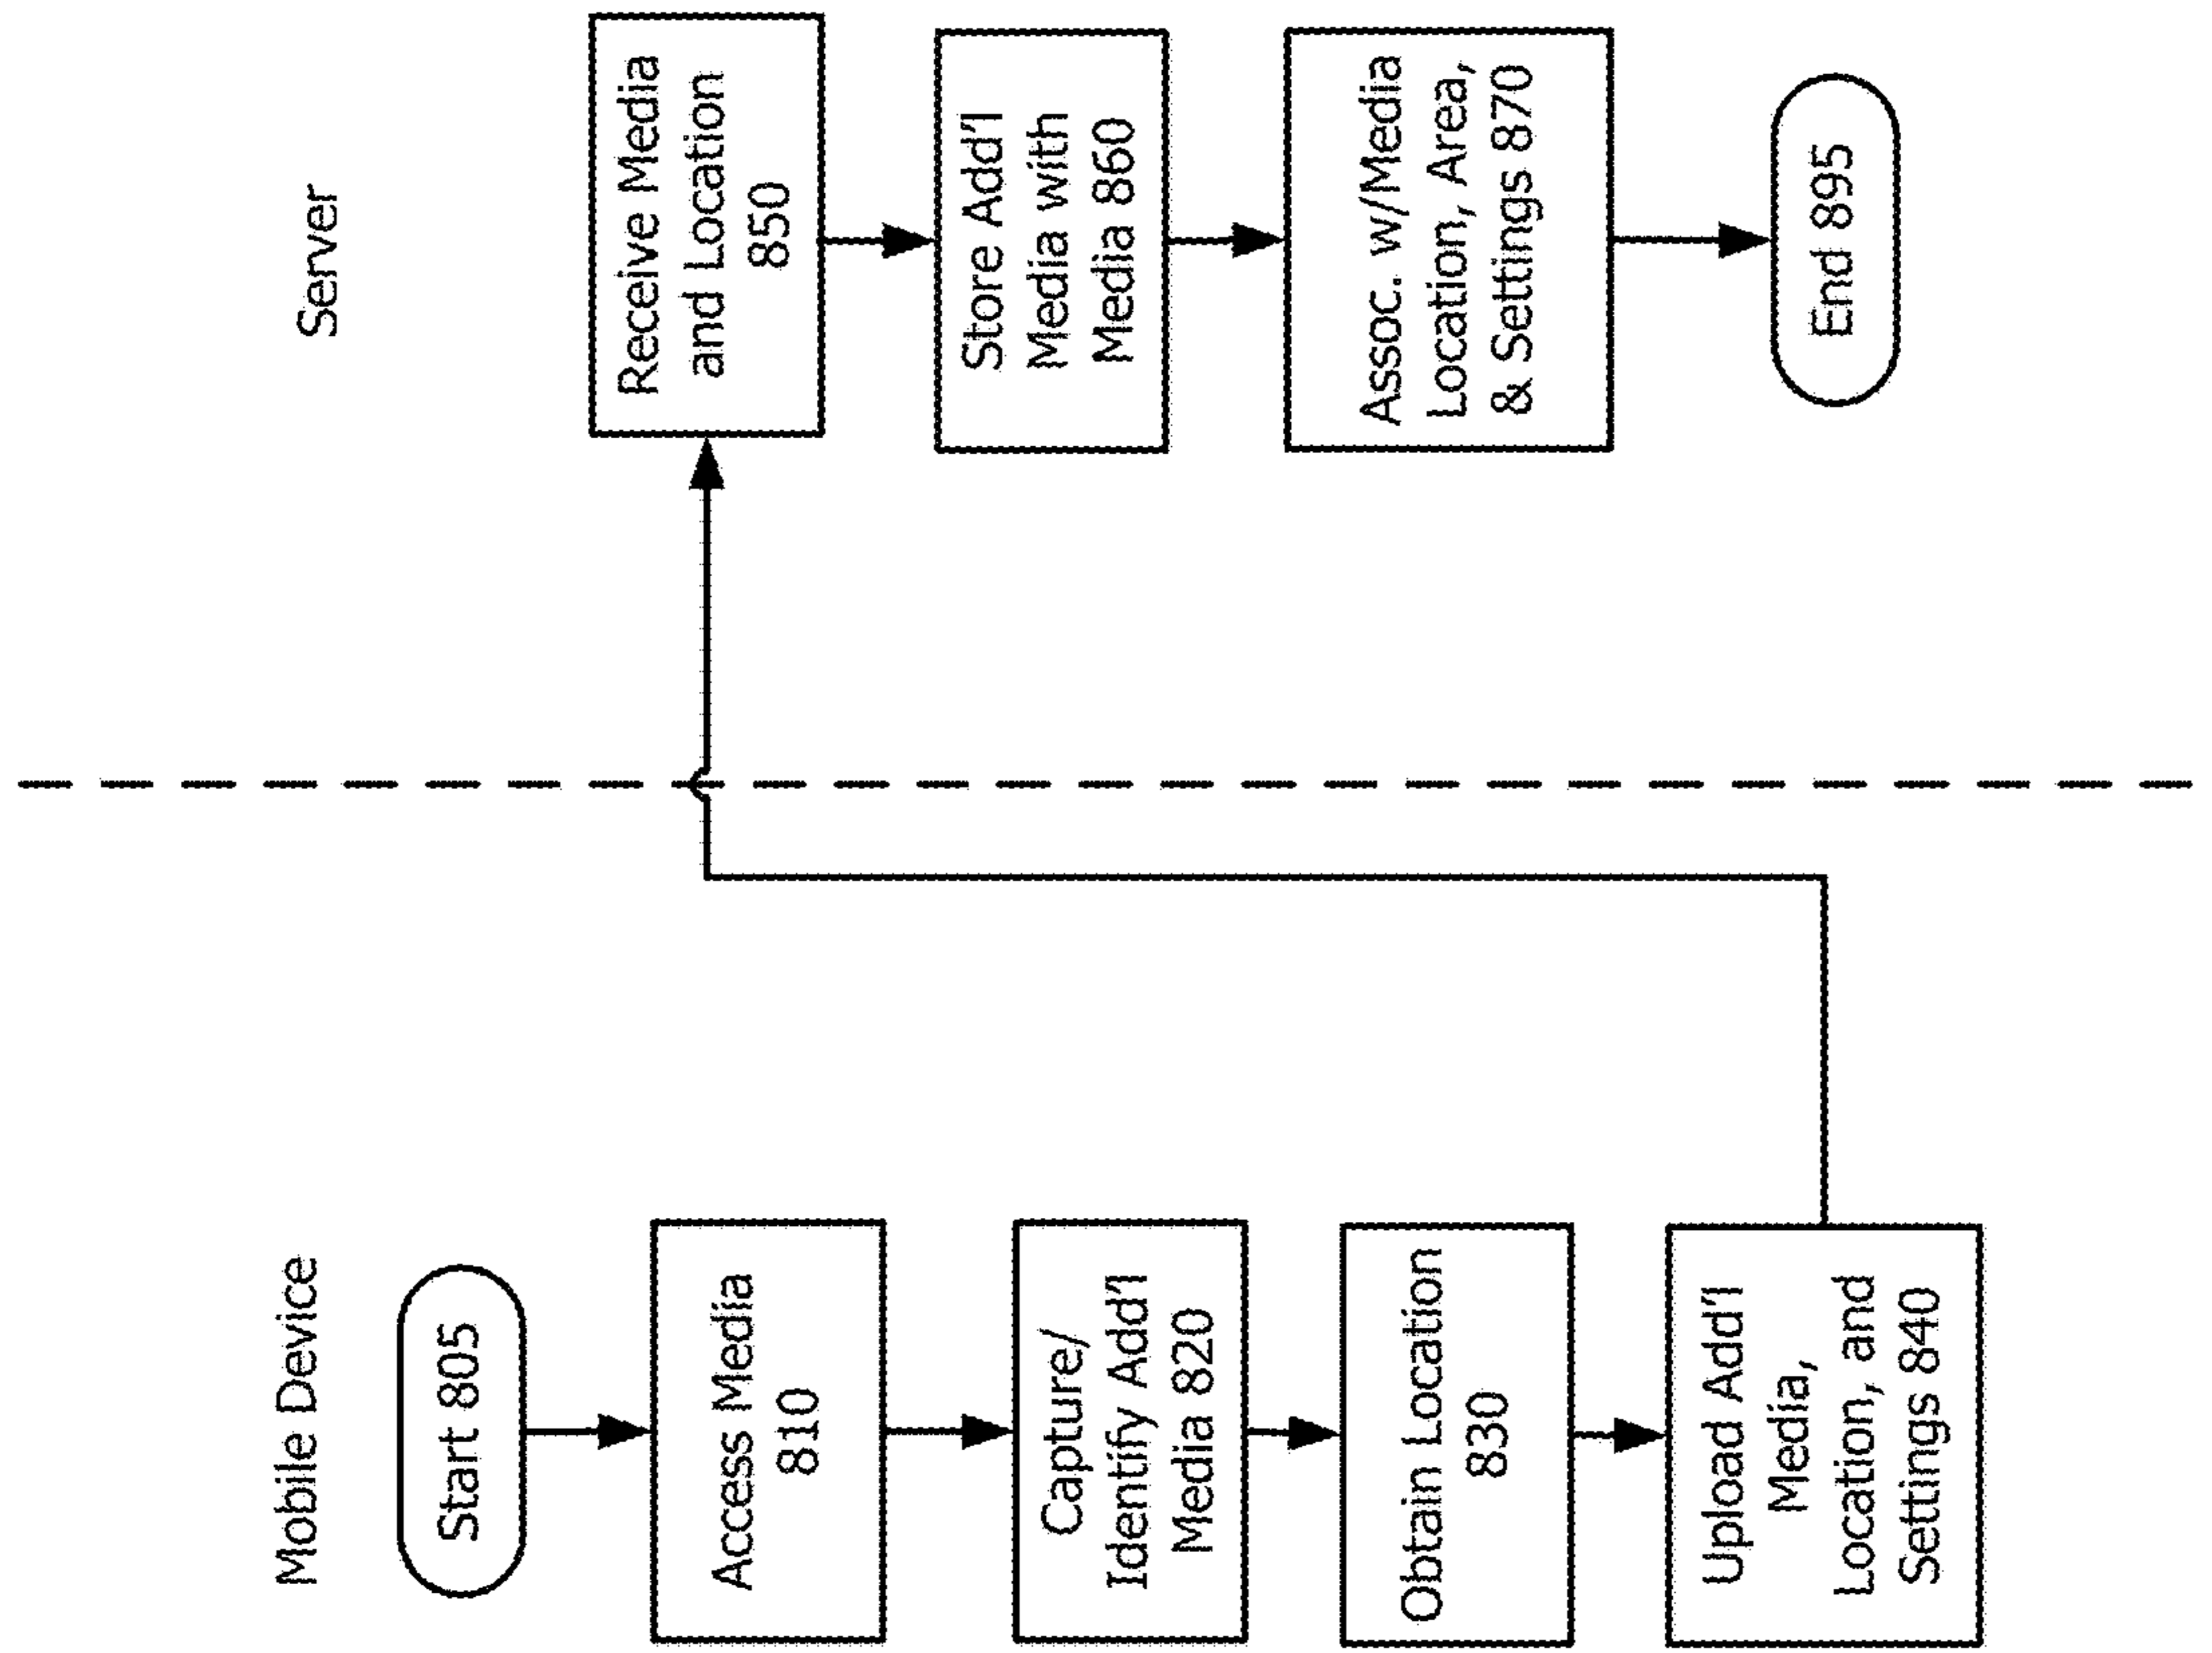 Mobile Device
Start 805
Access Media
810
Capture/
Identify Add'l
Media 820
Obtain Location
830
Upload Add'l
Media,
Location, and
Settings 840
Server
Receive Media
and Location
850
Store Add'l
Media with
Media 860
Assoc. w/Media
Location, Area,
& Settings 870
End 895